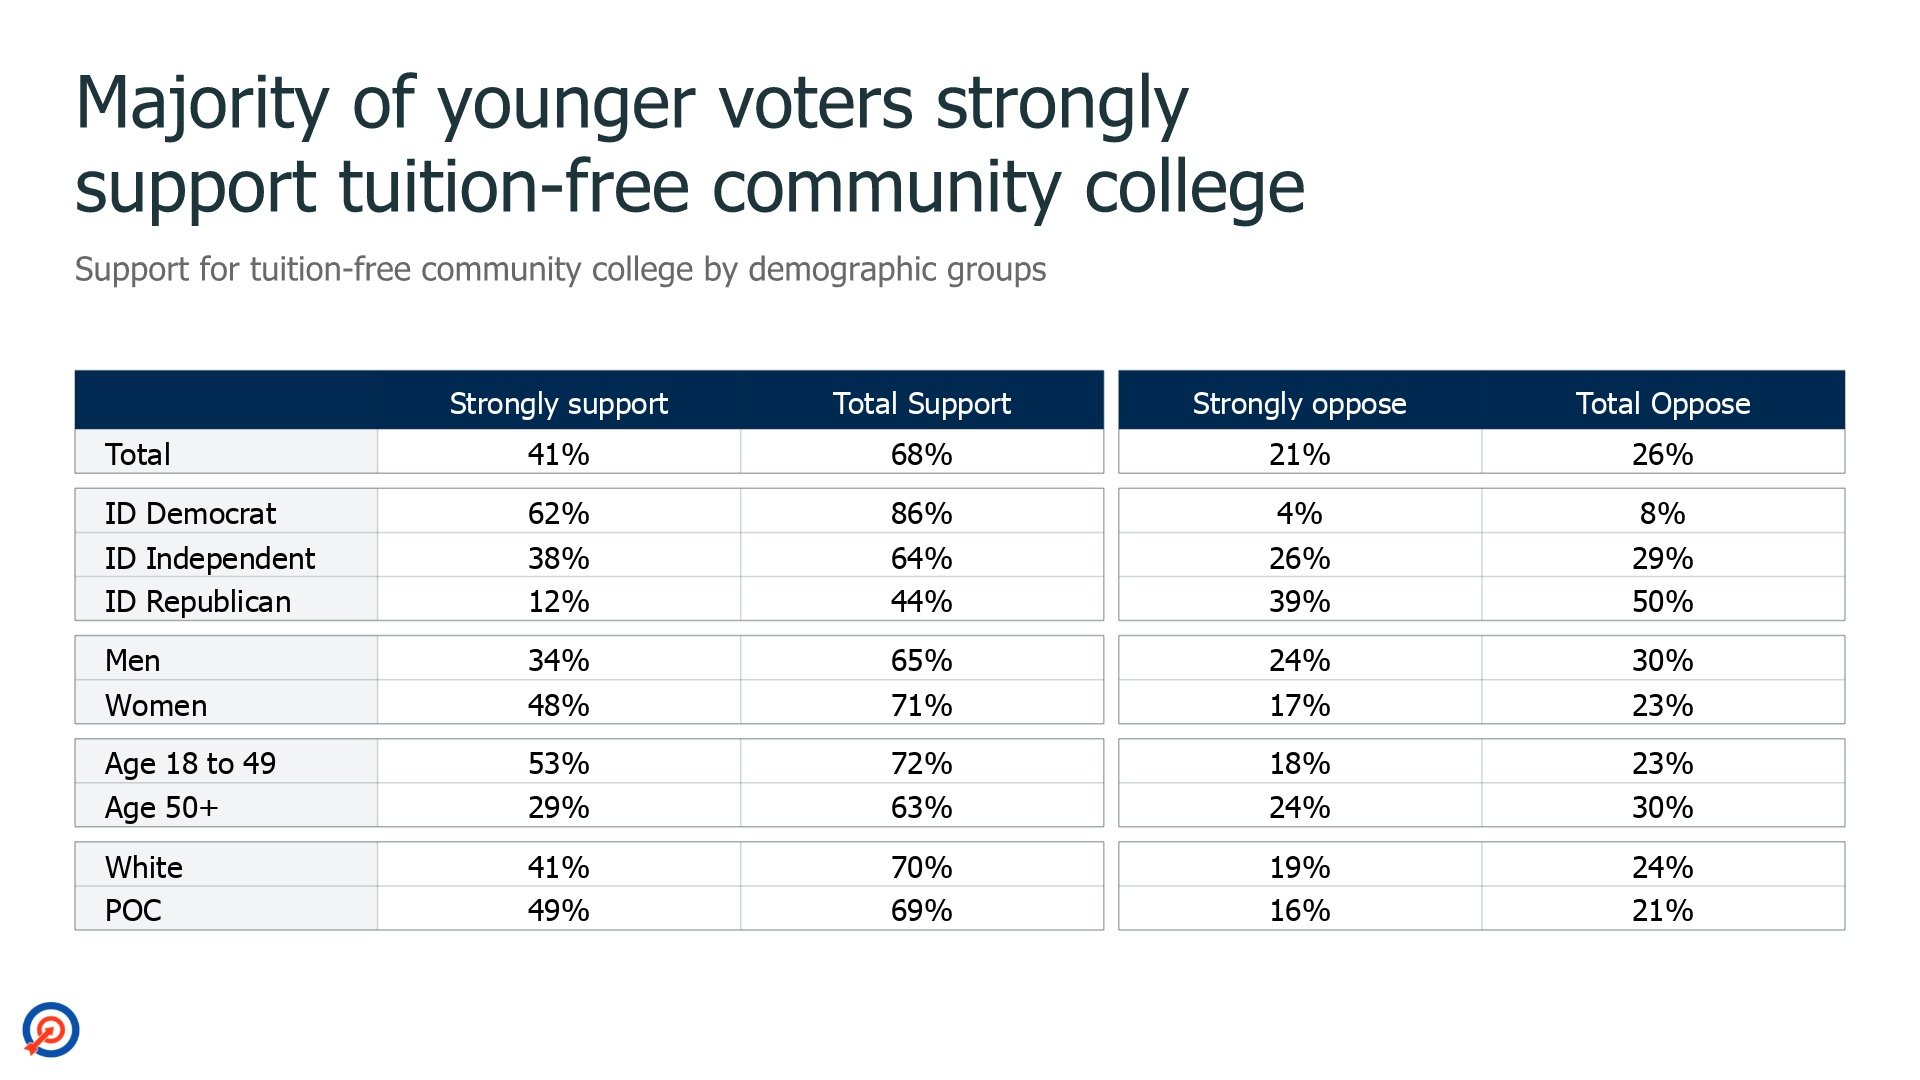 Majority of younger voters strongly
support tuition-free community college
Support for tuition-free community college by demographic groups
Strongly support Total Support Strongly oppose Total Oppose
Total 41% 68% 21% 26%
ID Democrat 62% 86% 4% 8%
ID Independent 38% 64% 26% 29%
ID Republican 12% 44% 39% 50%
Men 34% 65% 24% 30%
Women 48% 71% 17% 23%
Age 18 to 49 53% 72% 18% 23%
Age 50+ 29% 63% 24% 30%
White 41% 70% 19% 24%
POC 49% 69% 16% 21%